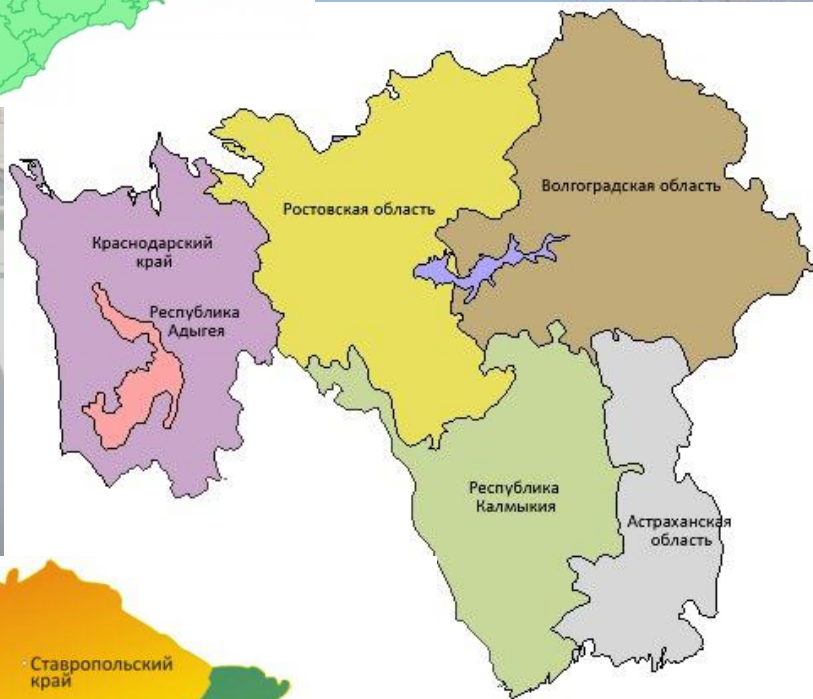 Волгоградская область
Ростовская область
Краснодарский
край
Республика
Адыгея
Республика
Калмыкия
Астраханская
область
Ставропольский
край